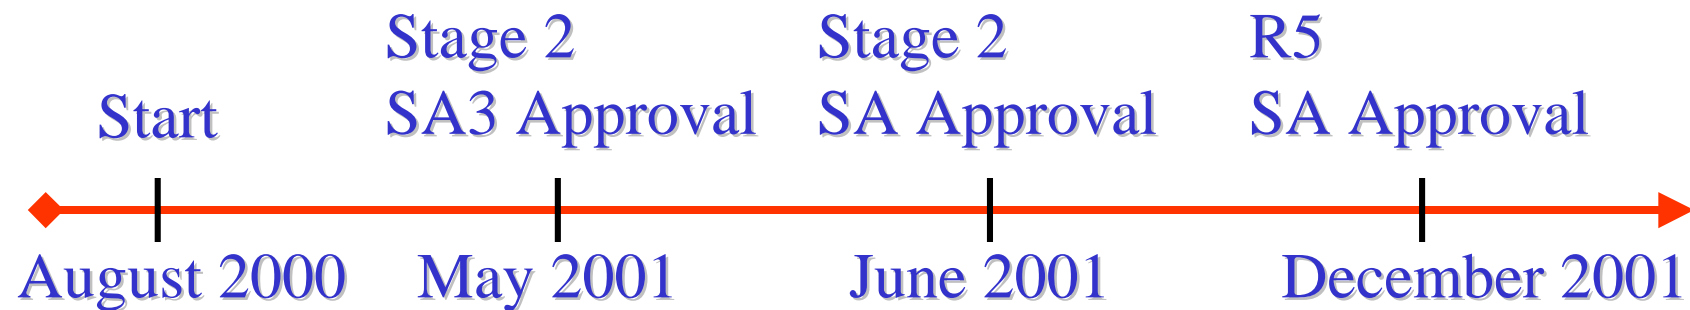 Start
Stage 2
SA3 Approval
Stage 2
SA Approval
R5
SA Approval
August 2000
May 2001
June 2001
December 2001